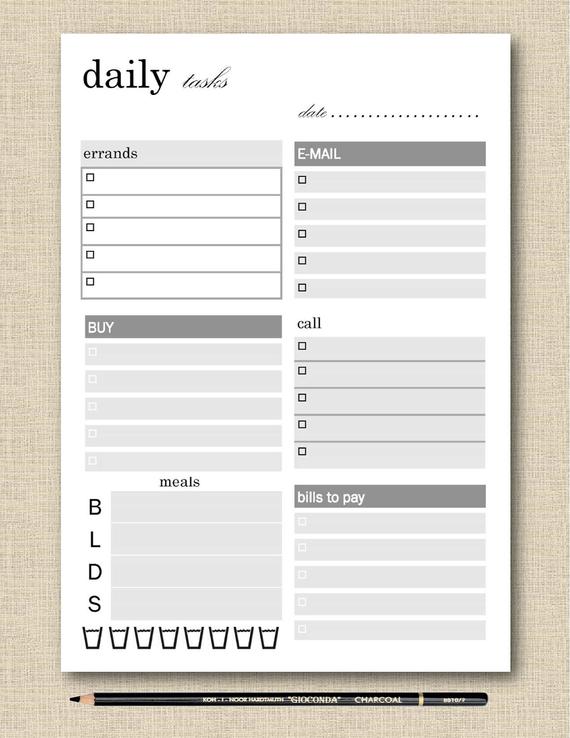 daily tasks
date....................
errands
E-MAIL
BUY
call
meals
bills to pay
B
L
D
S
KOH-I-NOOR HARDTMUTH "GIOCONDA" CHARCOAL 8810/2